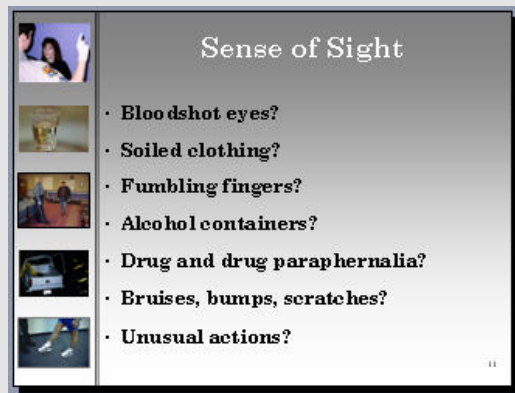 Sense of Sight
· Bloodshot eyes?
· Soiled clothing?
· Fumbling fingers?
· Alcohol containers?
· Drug and drug paraphernalia?
· Bruises, bumps, scratches?
· Unusual actions?